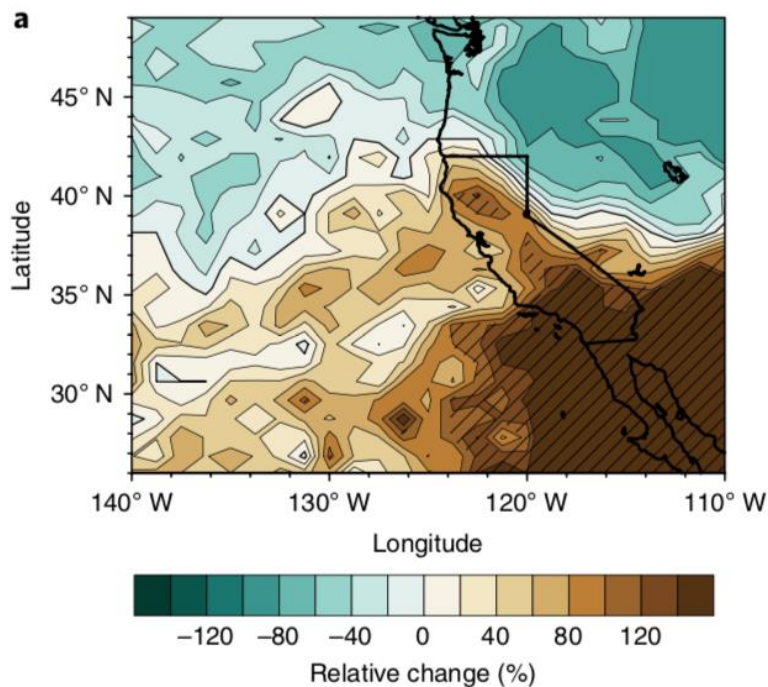 a
45° N
40° N
35° N
30° N
Latitude
140° W 130° W 120° W 110° W
Longitude
−120 −80 −40 0 40 80 120
Relative change (%)